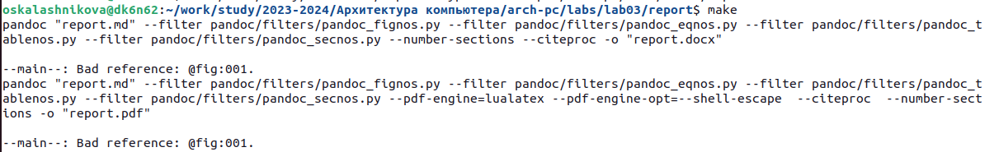 oskalashnikova@dk6n62:~/work/study/2023-2024/Архитектура компьютера/arch-pc/labs/lab03/report$ make
pandoc "report.md" --filter pandoc/filters/pandoc_fignos.py --filter pandoc/filters/pandoc_eqnos.py --filter pandoc/filters/pandoc_t
ablenos.py --filter pandoc/filters/pandoc_secnos.py --number-sections --citeproc -o "report.docx"

--main--: Bad reference: @fig:001.
pandoc "report.md" --filter pandoc/filters/pandoc_fignos.py --filter pandoc/filters/pandoc_eqnos.py --filter pandoc/filters/pandoc_t
ablenos.py --filter pandoc/filters/pandoc_secnos.py --pdf-engine=lualatex --pdf-engine-opt=--shell-escape  --citeproc  --number-sect
ions -o "report.pdf"

--main--: Bad reference: @fig:001.